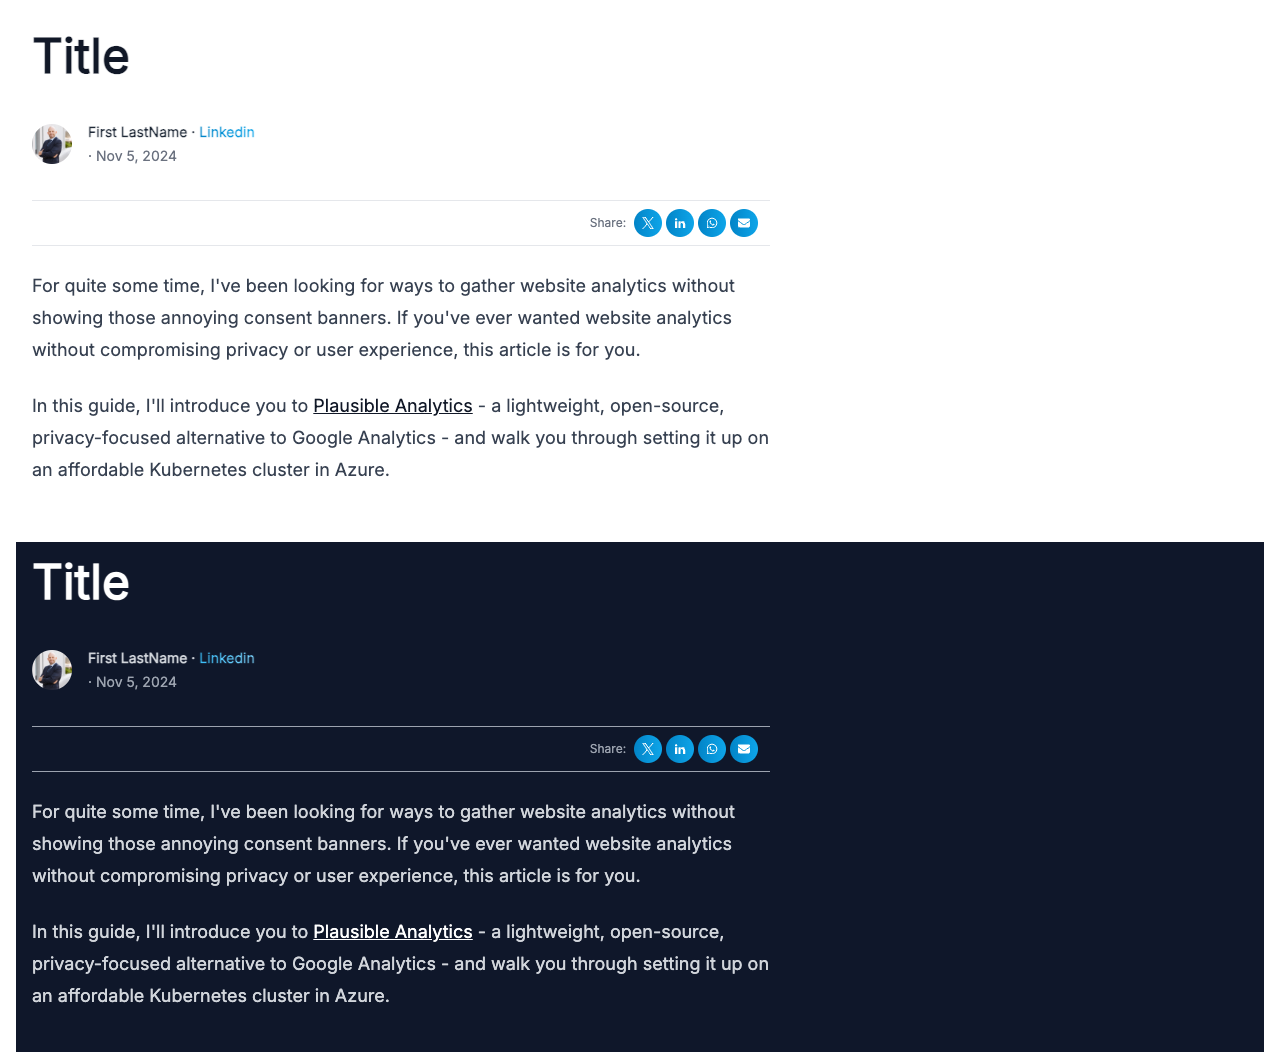 Title
First LastName · Linkedin
· Nov 5, 2024
Share:
For quite some time, I've been looking for ways to gather website analytics without
showing those annoying consent banners. If you've ever wanted website analytics
without compromising privacy or user experience, this article is for you.
In this guide, I'll introduce you to Plausible Analytics - a lightweight, open-source,
privacy-focused alternative to Google Analytics - and walk you through setting it up on
an affordable Kubernetes cluster in Azure.
Title
First LastName · Linkedin
· Nov 5, 2024
Share:
For quite some time, I've been looking for ways to gather website analytics without
showing those annoying consent banners. If you've ever wanted website analytics
without compromising privacy or user experience, this article is for you.
In this guide, I'll introduce you to Plausible Analytics - a lightweight, open-source,
privacy-focused alternative to Google Analytics - and walk you through setting it up on
an affordable Kubernetes cluster in Azure.